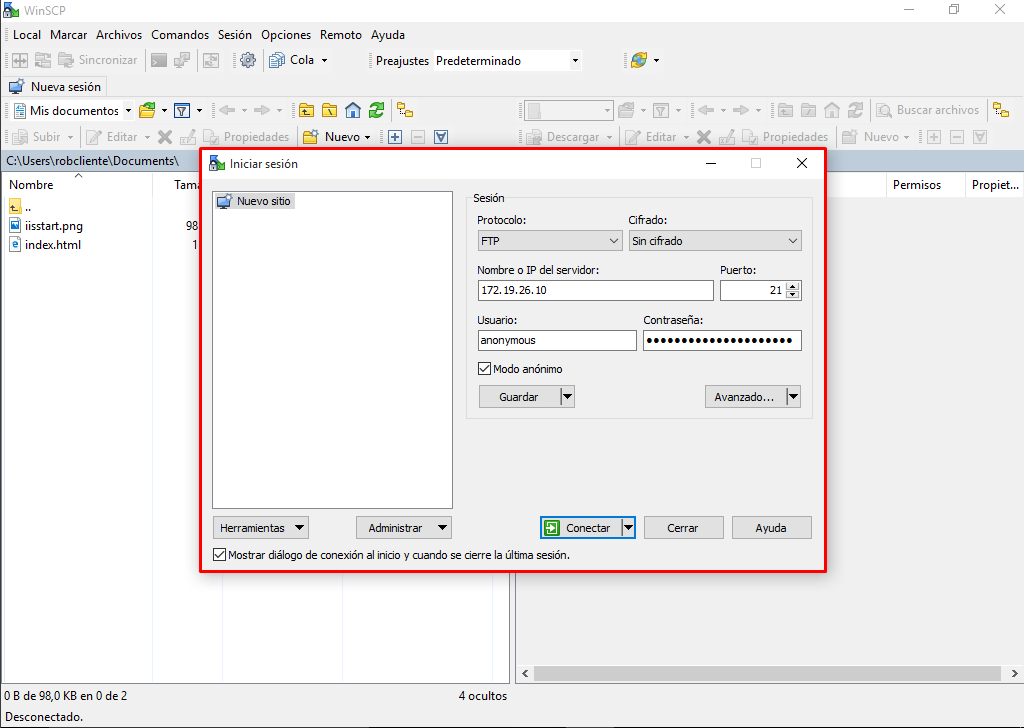 WinSCP
Local Marcar Archivos Comandos Sesión Opciones Remoto Ayuda
Sincronizar Cola Preajustes Predeterminado
Nueva sesión
Mis documentos Buscar archivos
Subir Editar Propiedades Nuevo Descargar Editar Propiedades Nuevo
C:\Users\robcliente\Documents\
Nombre Tama Permisos Propiet...
..
iisstart.png 98
index.html 1
Iniciar sesión
Nuevo sitio
Sesión
Protocolo: Cifrado:
FTP Sin cifrado
Nombre o IP del servidor: Puerto:
172.19.26.10 21
Usuario: Contraseña:
anonymous ●●●●●●●●●●●●●●●●●●●●●
Modo anónimo
Guardar Avanzado...
Herramientas Administrar Conectar Cerrar Ayuda
Mostrar diálogo de conexión al inicio y cuando se cierre la última sesión.
0 B de 98,0 KB en 0 de 2 4 ocultos
Desconectado.